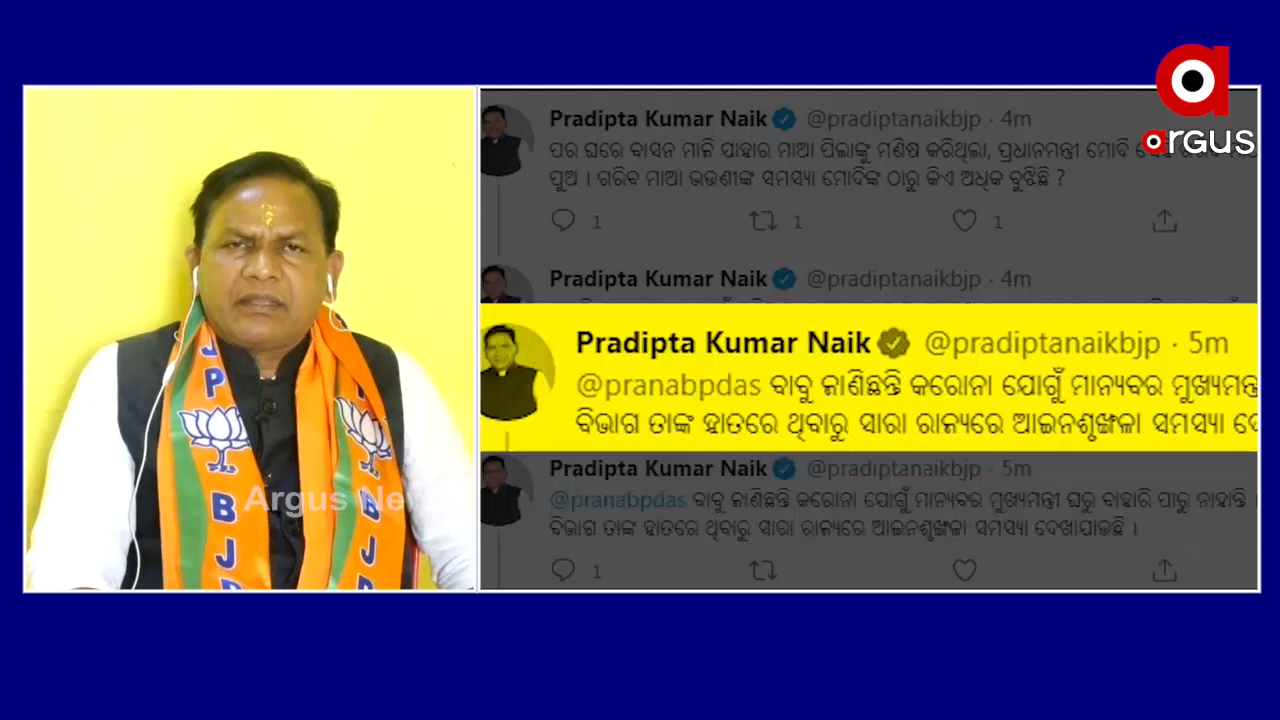 argus
Pradipta Kumar Naik @pradiptanaikbjp · 4m
ପର ଘରେ ବାସନ ମାଜି ଯାହାର ମାଆ ପିଲାଙ୍କୁ ମଣିଷ କରିଥିଲା, ପ୍ରଧାନମନ୍ତ୍ରୀ ମୋଦି
ପୁଅ । ଗରିବ ମାଆ ଭଉଣୀଙ୍କ ସମସ୍ୟା ମୋଦିଙ୍କ ଠାରୁ କିଏ ଅଧିକ ବୁଝିଛି ?
1 1 1
Pradipta Kumar Naik @pradiptanaikbjp · 4m
Pradipta Kumar Naik @pradiptanaikbjp · 5m
@pranabpdas ବାବୁ ଜାଣିଛନ୍ତି କରୋନା ଯୋଗୁଁ ମାନ୍ୟବର ମୁଖ୍ୟମନ୍ତ୍ର
ବିଭାଗ ତାଙ୍କ ହାତରେ ଥିବାରୁ ସାରା ରାଜ୍ୟରେ ଆଇନଶୃଙ୍ଖଳା ସମସ୍ୟା
Pradipta Kumar Naik @pradiptanaikbjp · 5m
@pranabpdas ବାବୁ ଜାଣିଛନ୍ତି କରୋନା ଯୋଗୁଁ ମାନ୍ୟବର ମୁଖ୍ୟମନ୍ତ୍ରୀ ଘରୁ ବାହାରି ପାରୁ ନାହାନ୍ତି ।
ବିଭାଗ ତାଙ୍କ ହାତରେ ଥିବାରୁ ସାରା ରାଜ୍ୟରେ ଆଇନଶୃଙ୍ଖଳା ସମସ୍ୟା ଦେଖାଯାଉଛି ।
1
JP
BJP
BJP
Argus News